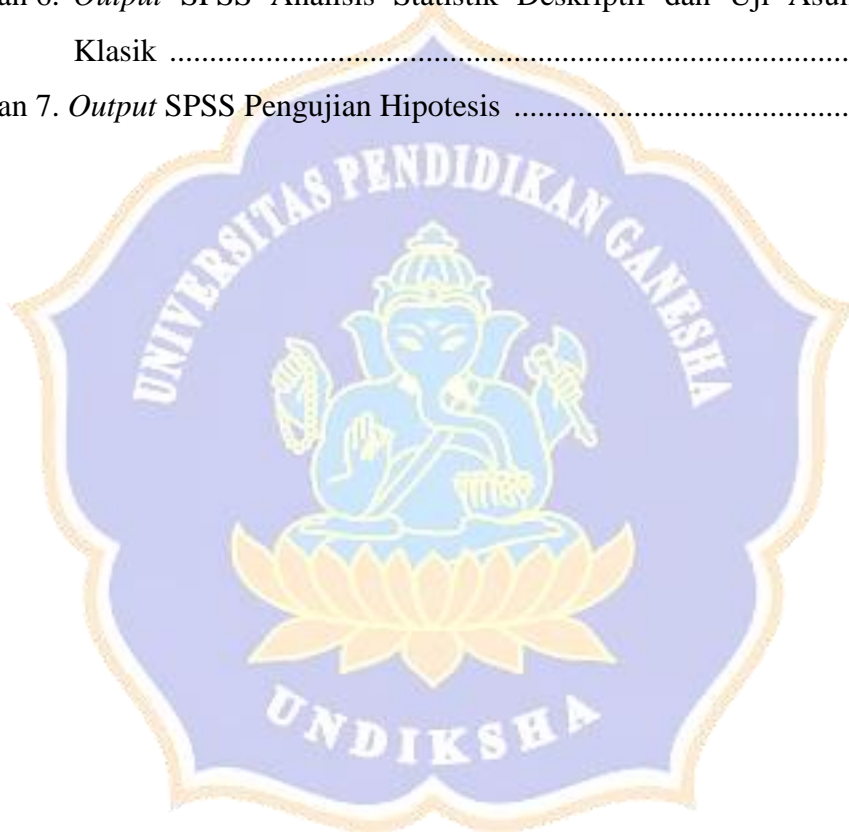 an 6. Output SPSS Analisis Statistik Deskriptif dan Uji Asu
Klasik ........................................................................
an 7. Output SPSS Pengujian Hipotesis ...................................
UNIVERSITAS PENDIDIKAN GANESHA
UNDIKSHA